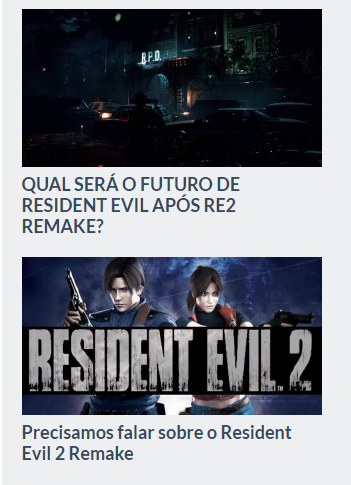 R.P.D.
QUAL SERÁ O FUTURO DE
RESIDENT EVIL APÓS RE2
REMAKE?
RESIDENT EVIL 2
Precisamos falar sobre o Resident
Evil 2 Remake